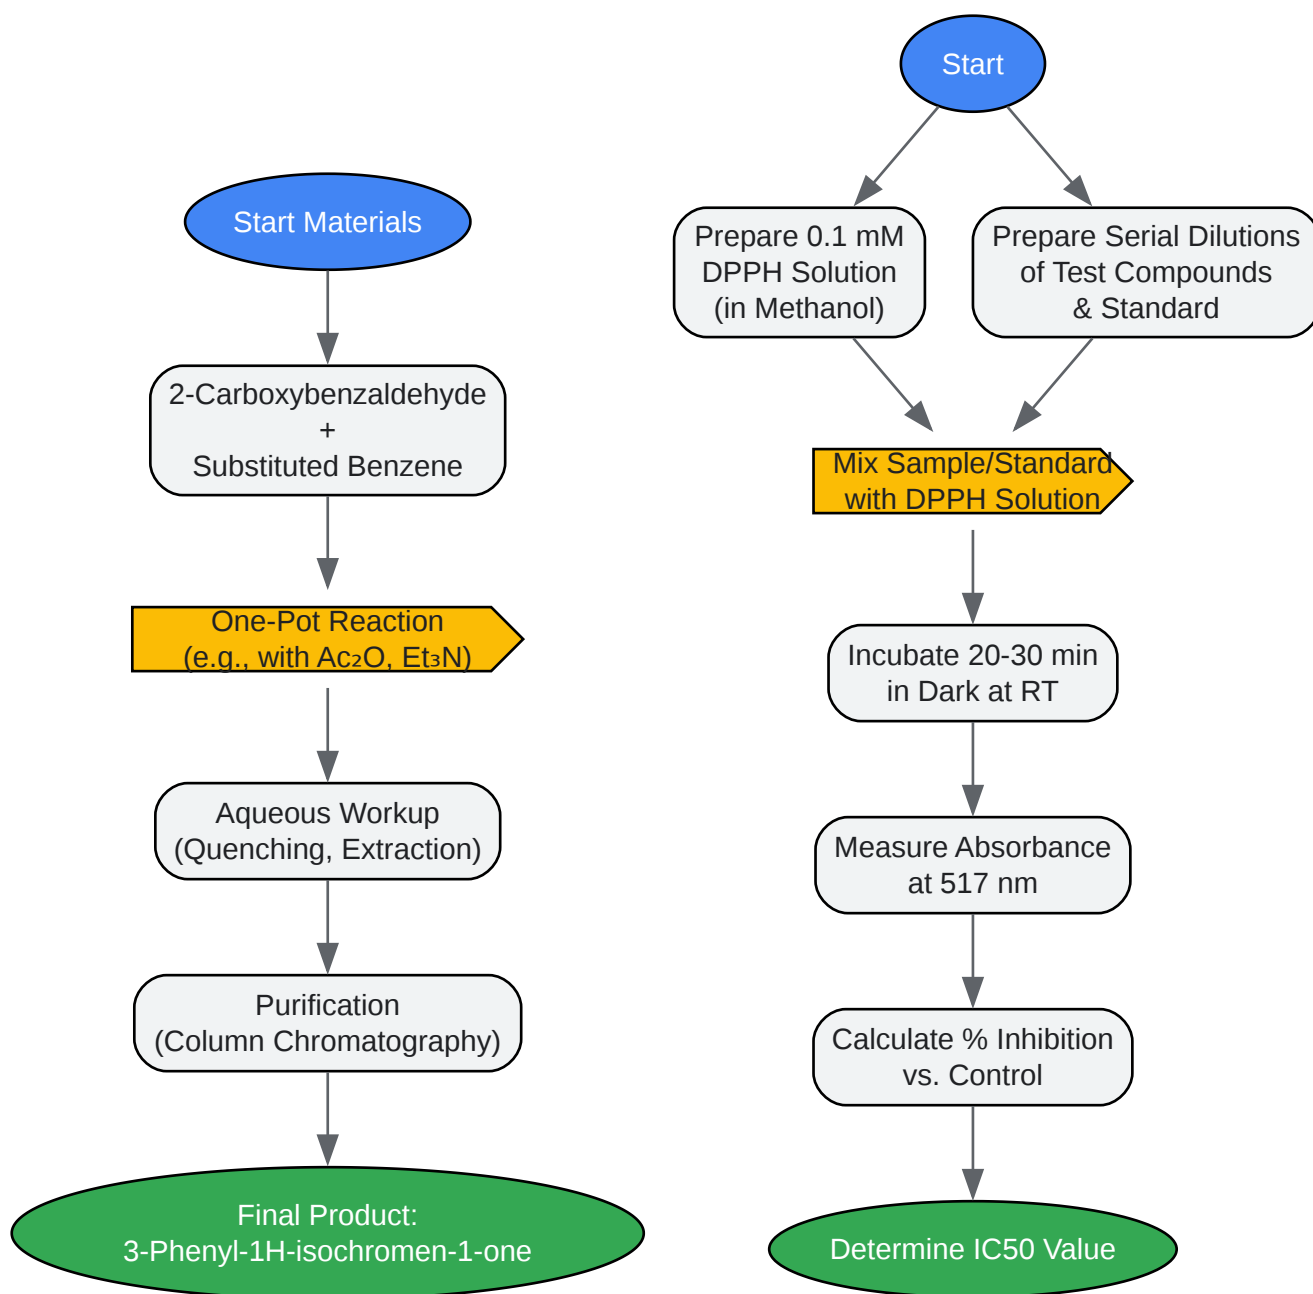 Start Materials
2-Carboxybenzaldehyde
+
Substituted Benzene
One-Pot Reaction
(e.g., with Ac₂O, Et₃N)
Aqueous Workup
(Quenching, Extraction)
Purification
(Column Chromatography)
Final Product:
3-Phenyl-1H-isochromen-1-one
Start
Prepare 0.1 mM
DPPH Solution
(in Methanol)
Prepare Serial Dilutions
of Test Compounds
& Standard
Mix Sample/Standard
with DPPH Solution
Incubate 20-30 min
in Dark at RT
Measure Absorbance
at 517 nm
Calculate % Inhibition
vs. Control
Determine IC50 Value